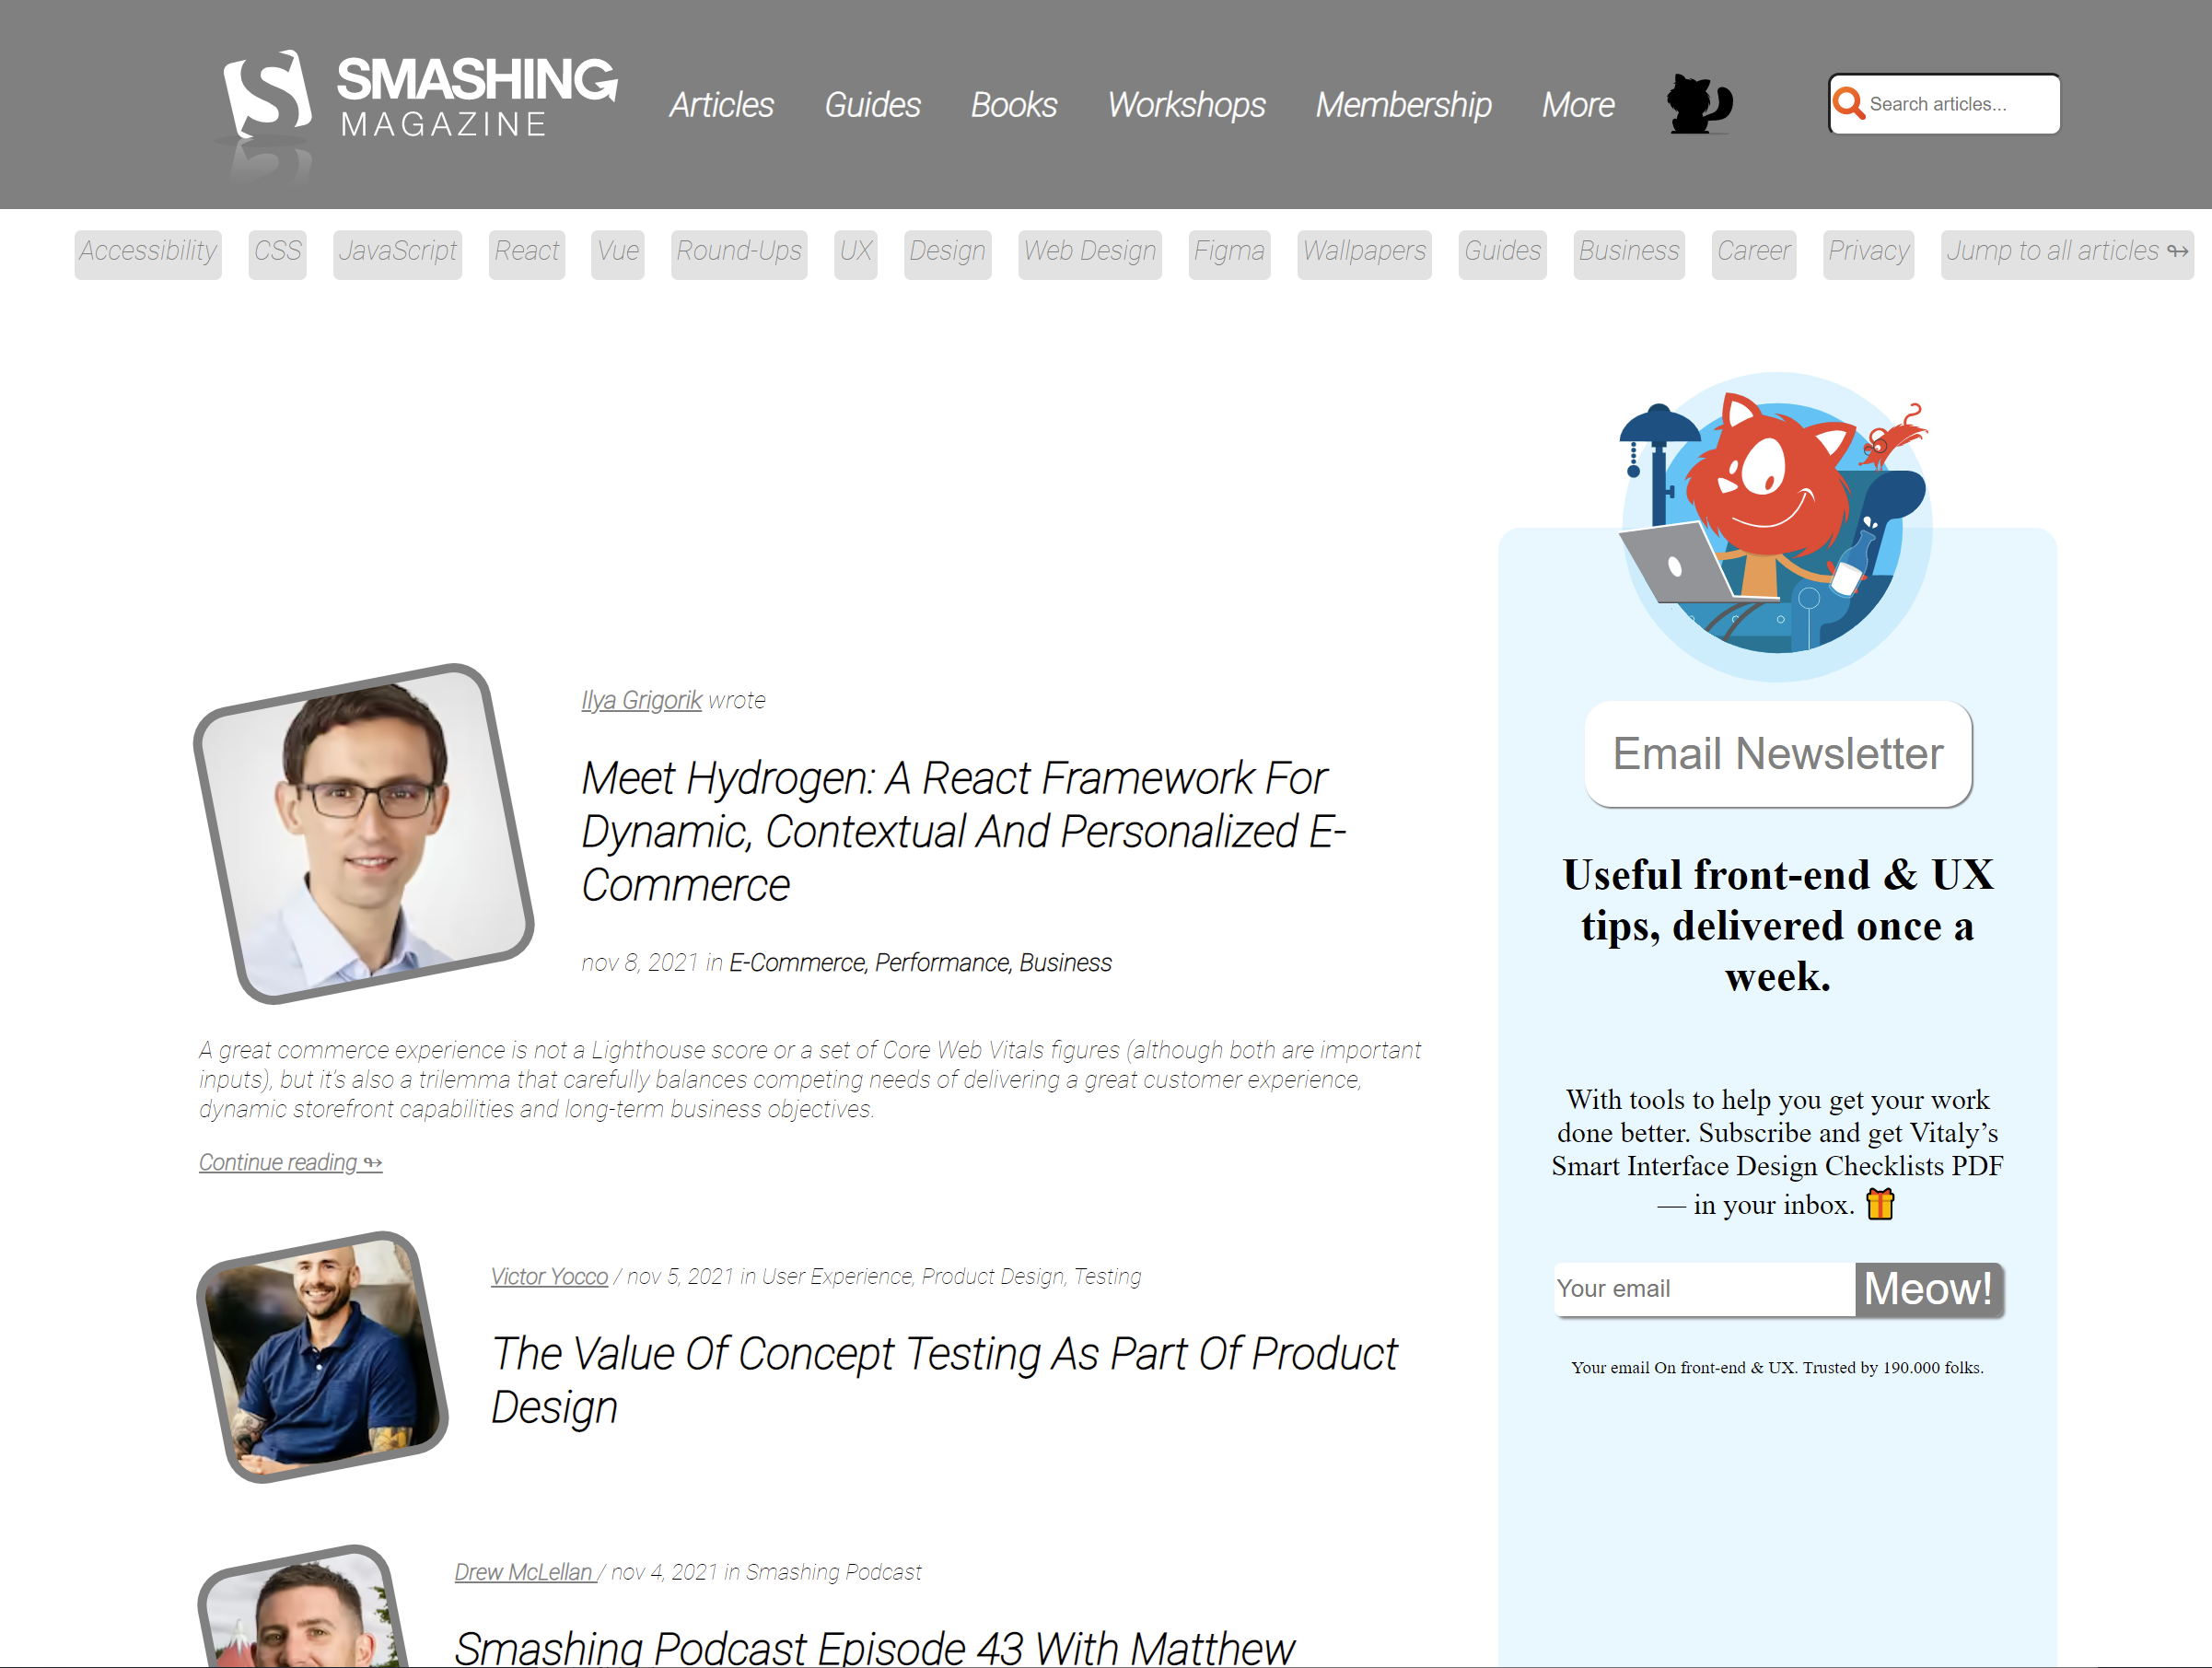 SMASHING
MAGAZINE
Articles Guides Books Workshops Membership More
Search articles...
Accessibility CSS JavaScript React Vue Round-Ups UX Design Web Design Figma Wallpapers Guides Business Career Privacy Jump to all articles ↬
Ilya Grigorik wrote
Meet Hydrogen: A React Framework For
Dynamic, Contextual And Personalized E-
Commerce
nov 8, 2021 in E-Commerce, Performance, Business
A great commerce experience is not a Lighthouse score or a set of Core Web Vitals figures (although both are important
inputs), but it’s also a trilemma that carefully balances competing needs of delivering a great customer experience,
dynamic storefront capabilities and long-term business objectives.
Continue reading ↬
Victor Yocco / nov 5, 2021 in User Experience, Product Design, Testing
The Value Of Concept Testing As Part Of Product
Design
Drew McLellan / nov 4, 2021 in Smashing Podcast
Smashing Podcast Episode 43 With Matthew
Email Newsletter
Useful front-end & UX
tips, delivered once a
week.
With tools to help you get your work
done better. Subscribe and get Vitaly’s
Smart Interface Design Checklists PDF
— in your inbox. 🎁
Your email
Meow!
Your email On front-end & UX. Trusted by 190.000 folks.